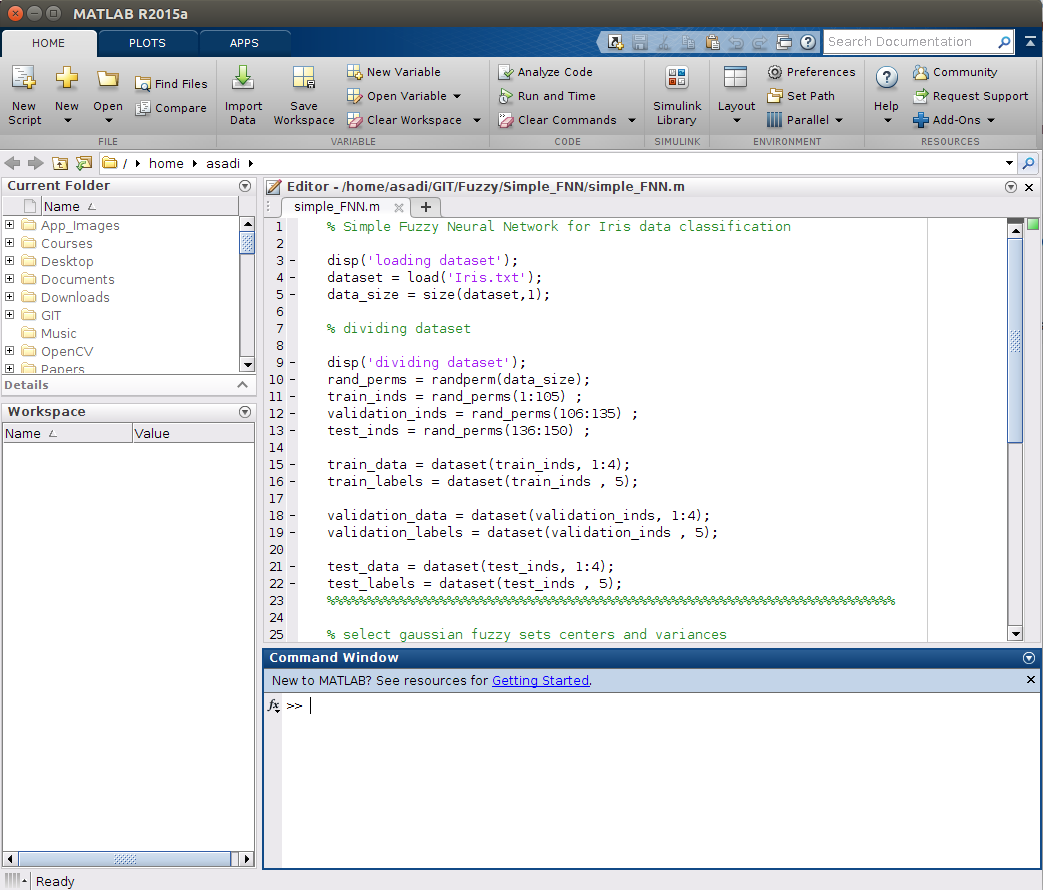 MATLAB R2015a
HOME PLOTS APPS
Search Documentation
New Script
New
Open
Find Files
Compare
FILE
Import Data
Save Workspace
New Variable
Open Variable
Clear Workspace
VARIABLE
Analyze Code
Run and Time
Clear Commands
CODE
Simulink Library
SIMULINK
Layout
Preferences
Set Path
Parallel
ENVIRONMENT
Help
Community
Request Support
Add-Ons
RESOURCES
/ home asadi
Current Folder
Name
App_Images
Courses
Desktop
Documents
Downloads
GIT
Music
OpenCV
Papers
Details
Workspace
Name Value
Editor - /home/asadi/GIT/Fuzzy/Simple_FNN/simple_FNN.m
simple_FNN.m
1 % Simple Fuzzy Neural Network for Iris data classification
2
3 - disp('loading dataset');
4 - dataset = load('Iris.txt');
5 - data_size = size(dataset,1);
6
7 % dividing dataset
8
9 - disp('dividing dataset');
10 - rand_perms = randperm(data_size);
11 - train_inds = rand_perms(1:105) ;
12 - validation_inds = rand_perms(106:135) ;
13 - test_inds = rand_perms(136:150) ;
14
15 - train_data = dataset(train_inds, 1:4);
16 - train_labels = dataset(train_inds , 5);
17
18 - validation_data = dataset(validation_inds, 1:4);
19 - validation_labels = dataset(validation_inds , 5);
20
21 - test_data = dataset(test_inds, 1:4);
22 - test_labels = dataset(test_inds , 5);
23 %%%%%%%%%%%%%%%%%%%%%%%%%%%%%%%%%%%%%%%%%%%%%%%%%%%%%%%%%%%%%%%%%%%%%%%
24
25 % select gaussian fuzzy sets centers and variances
Command Window
New to MATLAB? See resources for Getting Started.
fx >>
Ready